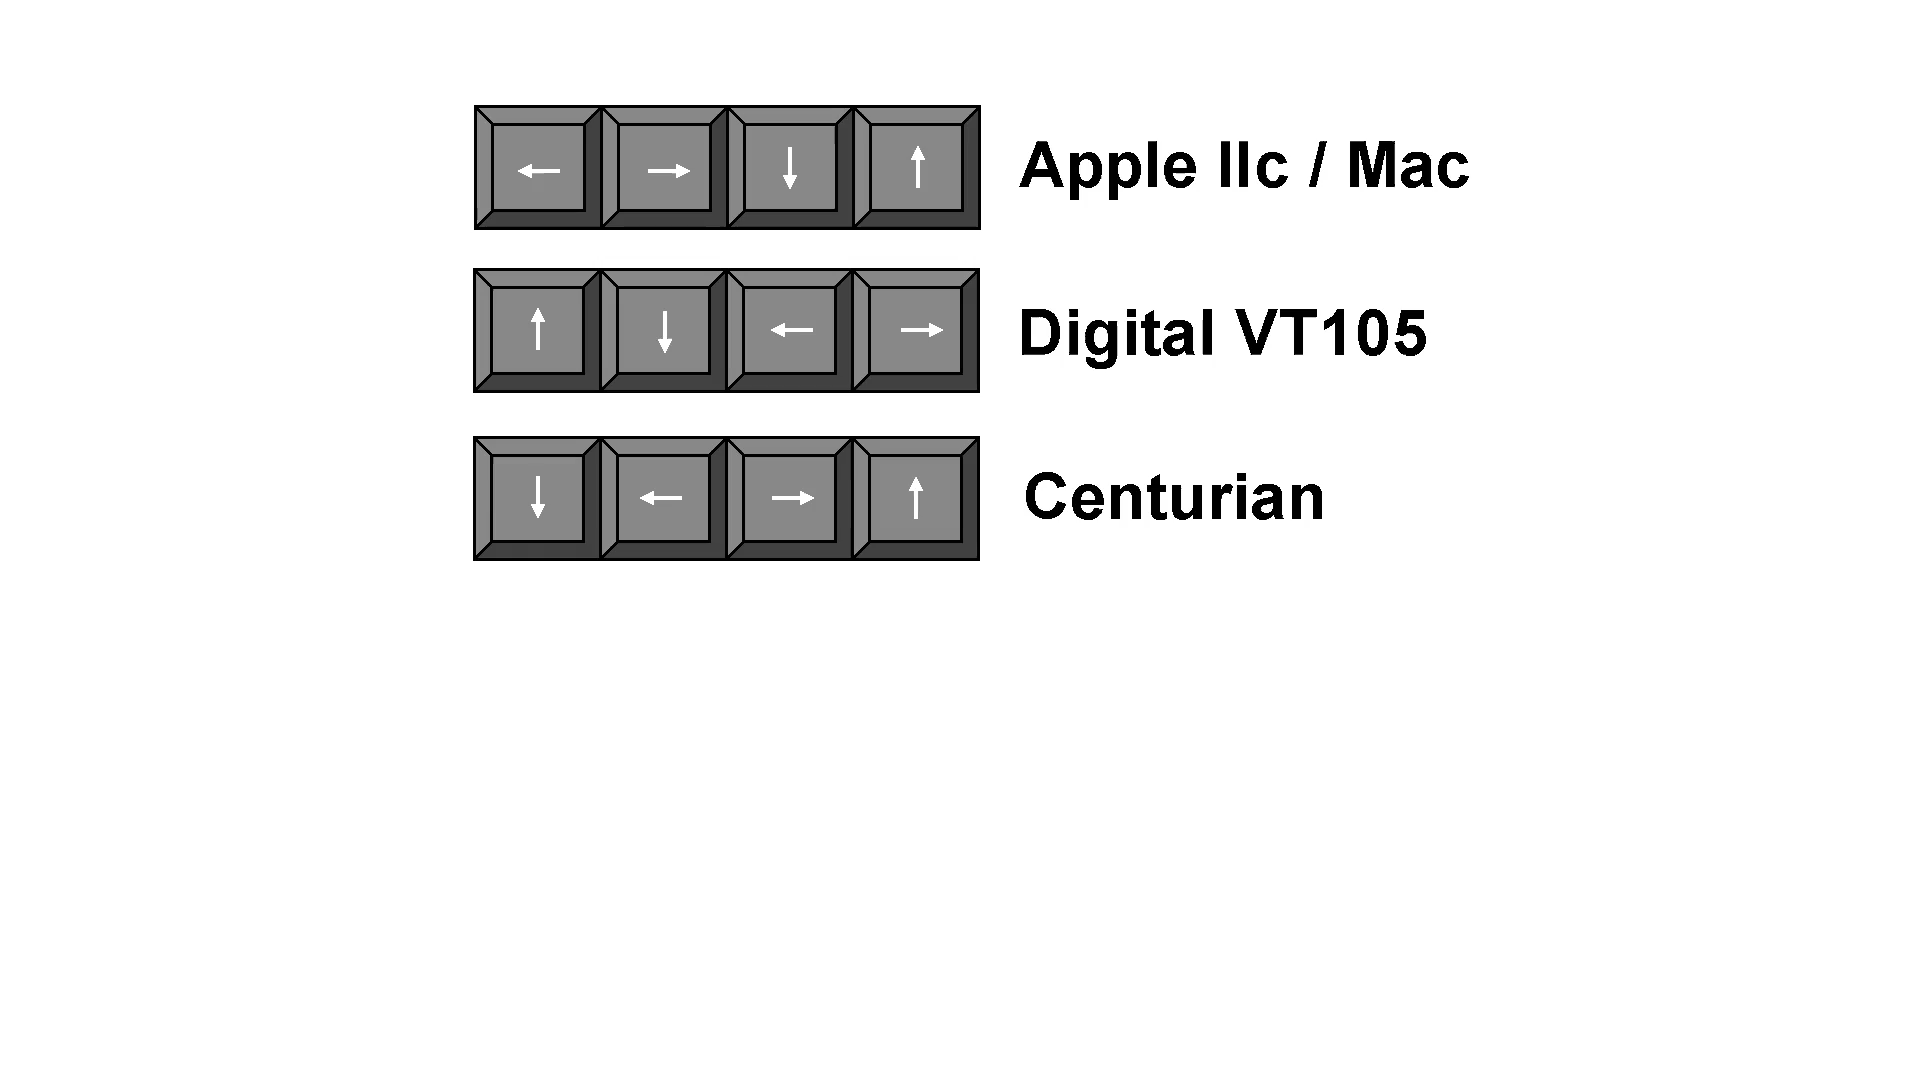 ← → ↓ ↑ Apple IIc / Mac
↑ ↓ ← → Digital VT105
↓ ← → ↑ Centurian